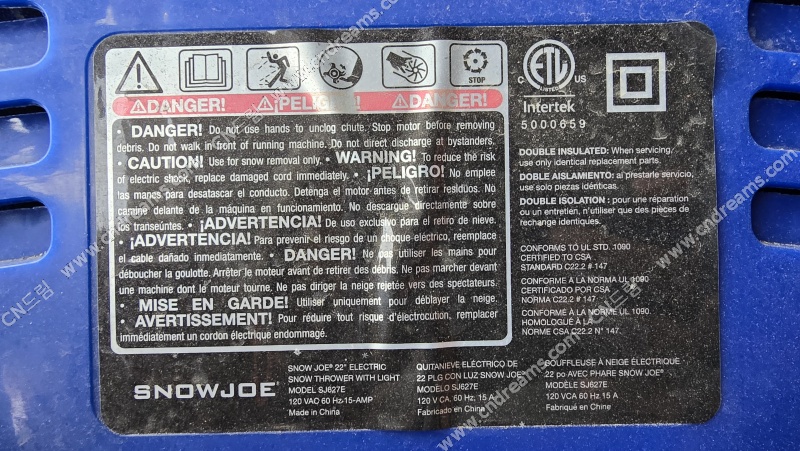 STOP
DANGER! ¡PELIGRO! DANGER!
• DANGER! Do not use hands to unclog chute. Stop motor before removing
debris. Do not walk in front of running machine. Do not direct discharge at bystanders.
• CAUTION! Use for snow removal only. • WARNING! To reduce the risk
of electric shock, replace damaged cord immediately. • ¡PELIGRO! No emplee
las manos para desatascar el conducto. Detenga el motor antes de retirar residuos. No
camine delante de la máquina en funcionamiento. No descargue directamente sobre
los transeúntes. • ¡ADVERTENCIA! De uso exclusivo para el retiro de nieve.
• ¡ADVERTENCIA! Para prevenir el riesgo de un choque eléctrico, reemplace
el cable dañado inmediatamente. • DANGER! Ne pas utiliser les mains pour
déboucher la goulotte. Arrêter le moteur avant de retirer des débris. Ne pas marcher devant
une machine dont le moteur tourne. Ne pas diriger la neige rejetée vers des spectateurs.
• MISE EN GARDE! Utiliser uniquement pour déblayer la neige.
• AVERTISSEMENT! Pour réduire tout risque d'électrocution, remplacer
immédiatement un cordon électrique endommagé.
C ETL US
LISTED
Intertek
5000659
DOUBLE INSULATED: When servicing,
use only identical replacement parts.
DOBLE AISLAMIENTO: al prestarle servicio,
use solo piezas idénticas.
DOUBLE ISOLATION : pour une réparation
ou un entretien, n'utiliser que des pièces de
rechange identiques.
CONFORMS TO UL STD. 1090
CERTIFIED TO CSA
STANDARD C22.2 # 147
CONFORME A LA NORMA UL 1090
CERTIFICADO POR CSA
NORMA C22.2 # 147
CONFORME À LA NORME UL 1090.
HOMOLOGUÉ À LA
NORME CSA C22.2 N° 147.
SNOWJOE®
SNOW JOE® 22" ELECTRIC
SNOW THROWER WITH LIGHT
MODEL SJ627E
120 VAC 60 Hz-15-AMP
Made in China
QUITANIEVE ELÉCTRICO DE
22 PLG CON LUZ SNOW JOE®
MODELO SJ627E
120 V CA, 60 Hz, 15 A
Fabricado en China
SOUFFLEUSE À NEIGE ÉLECTRIQUE
22 po AVEC PHARE SNOW JOE®
MODÈLE SJ627E
120 VCA 60 Hz 15 A
Fabriqué en Chine
CN드림 / www.cndreams.com